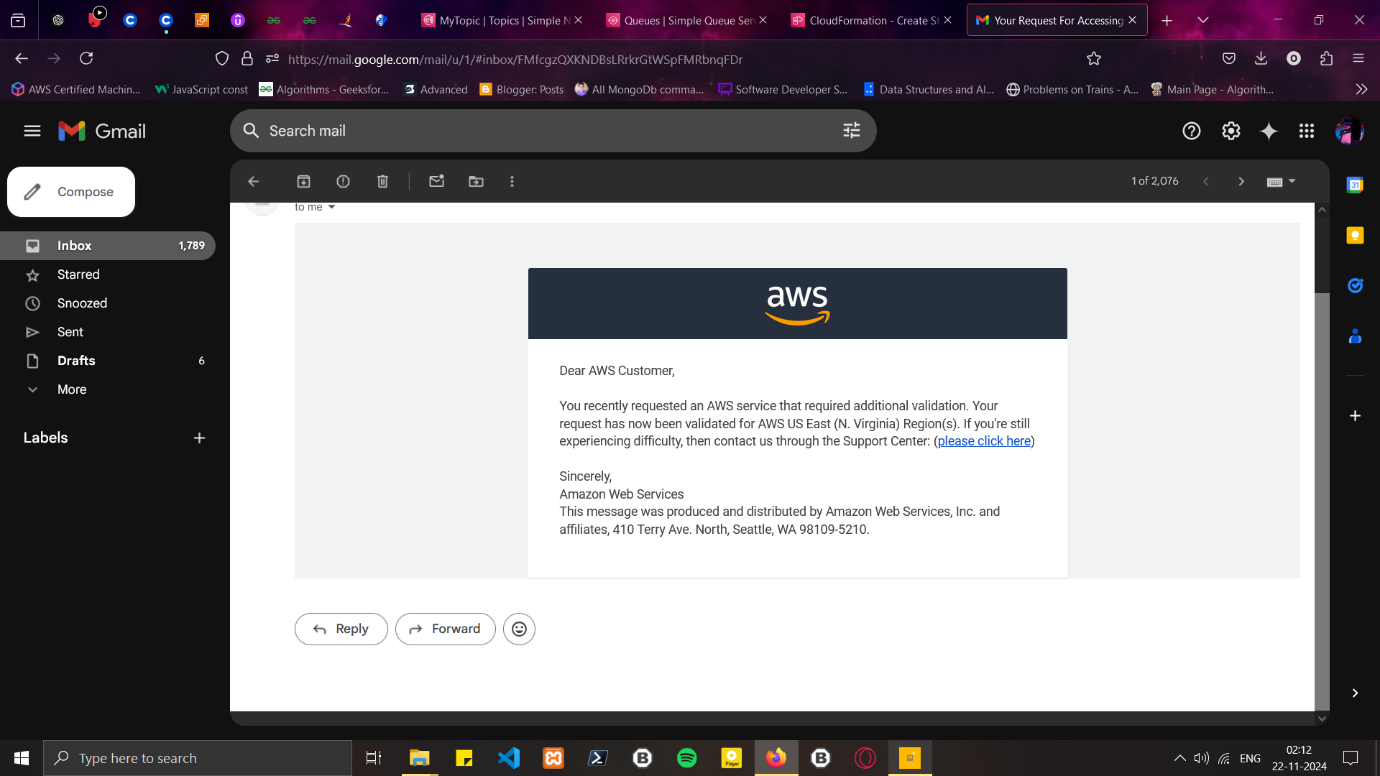 MyTopic | Topics | Simple N
Queues | Simple Queue Serv
CloudFormation - Create St
Your Request For Accessing
https://mail.google.com/mail/u/1/#inbox/FMfcgzQXKNDBsLRrkrGtWSpFMRbnqFDr
AWS Certified Machin...
JavaScript const
Algorithms - Geeksfor...
Advanced
Blogger: Posts
All MongoDb comma...
Software Developer S...
Data Structures and Al...
Problems on Trains - A...
Main Page - Algorith...
Gmail
Search mail
Compose
1 of 2,076
Inbox 1,789
Starred
Snoozed
Sent
Drafts 6
More
Labels
to me
aws
Dear AWS Customer,
You recently requested an AWS service that required additional validation. Your
request has now been validated for AWS US East (N. Virginia) Region(s). If you're still
experiencing difficulty, then contact us through the Support Center: (please click here)
Sincerely,
Amazon Web Services
This message was produced and distributed by Amazon Web Services, Inc. and
affiliates, 410 Terry Ave. North, Seattle, WA 98109-5210.
Reply
Forward
Type here to search
ENG
02:12
22-11-2024